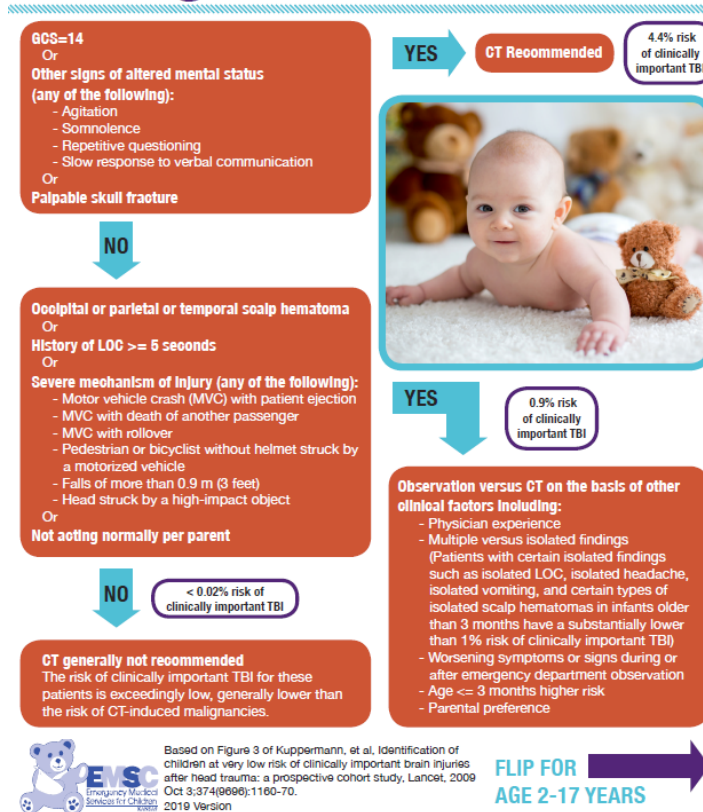 GCS=14
Or
Other signs of altered mental status
(any of the following):
- Agitation
- Somnolence
- Repetitive questioning
- Slow response to verbal communication
Or
Palpable skull fracture
YES
CT Recommended
4.4% risk
of clinically
important TBI
NO
Occipital or parietal or temporal scalp hematoma
Or
History of LOC >= 5 seconds
Or
Severe mechanism of injury (any of the following):
- Motor vehicle crash (MVC) with patient ejection
- MVC with death of another passenger
- MVC with rollover
- Pedestrian or bicyclist without helmet struck by
a motorized vehicle
- Falls of more than 0.9 m (3 feet)
- Head struck by a high-impact object
Or
Not acting normally per parent
YES
0.9% risk
of clinically
important TBI
Observation versus CT on the basis of other
clinical factors including:
- Physician experience
- Multiple versus isolated findings
(Patients with certain isolated findings
such as isolated LOC, isolated headache,
isolated vomiting, and certain types of
isolated scalp hematomas in infants older
than 3 months have a substantially lower
than 1% risk of clinically important TBI)
- Worsening symptoms or signs during or
after emergency department observation
- Age <= 3 months higher risk
- Parental preference
NO
< 0.02% risk of
clinically important TBI
CT generally not recommended
The risk of clinically important TBI for these
patients is exceedingly low, generally lower than
the risk of CT-induced malignancies.
EMSC
Emergency Medical
Services for Children
Based on Figure 3 of Kuppermann, et al, Identification of
children at very low risk of clinically important brain injuries
after head trauma: a prospective cohort study, Lancet, 2009
Oct 3;374(9696):1160-70.
2019 Version
FLIP FOR
AGE 2-17 YEARS